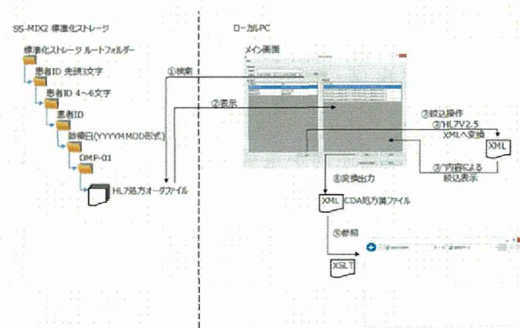 SS-MIX2 標準化ストレージ
ローカルPC
標準化ストレージ ルートフォルダー
メイン画面
患者ID 先頭3文字
①検索
患者ID 4～6文字
②表示
患者ID
③絞込操作
診療日(YYYYMMDD形式)
③'HL7V2.5
XMLへ変換
XML
OMP-01
③"内容による
絞込表示
HL7処方オーダファイル
④変換出力
XML
CDA処方箋ファイル
⑤参照
XSLT